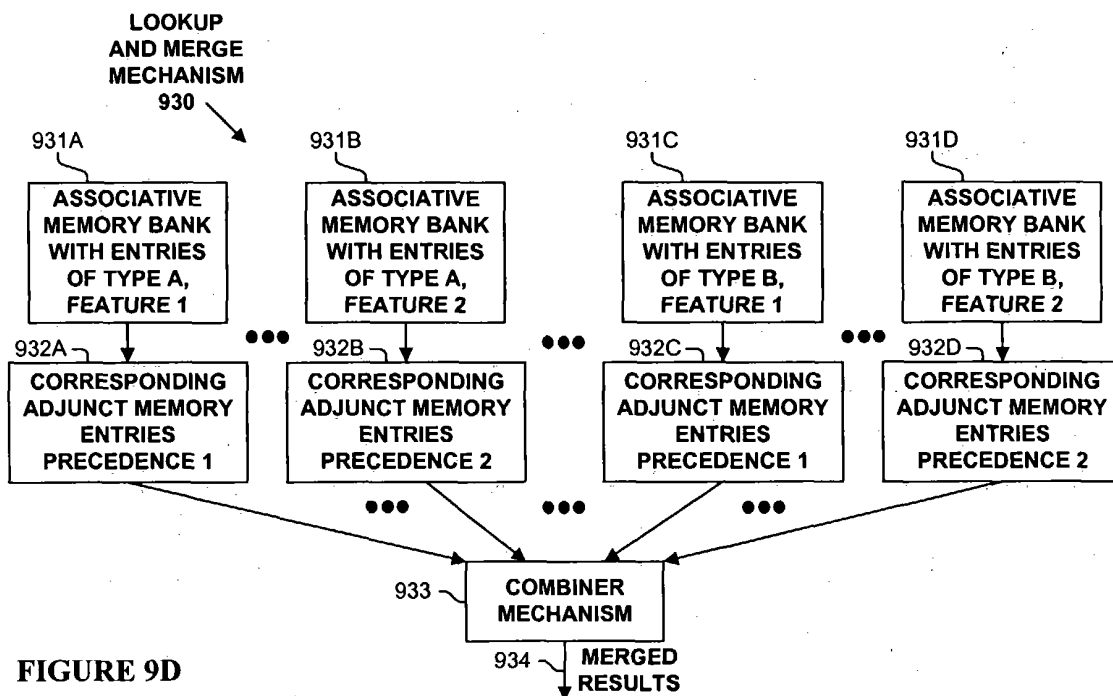 LOOKUP
AND MERGE
MECHANISM
930
931A
931B
931C
931D
ASSOCIATIVE
MEMORY BANK
WITH ENTRIES
OF TYPE A,
FEATURE 1
ASSOCIATIVE
MEMORY BANK
WITH ENTRIES
OF TYPE A,
FEATURE 2
ASSOCIATIVE
MEMORY BANK
WITH ENTRIES
OF TYPE B,
FEATURE 1
ASSOCIATIVE
MEMORY BANK
WITH ENTRIES
OF TYPE B,
FEATURE 2
932A
932B
932C
932D
CORRESPONDING
ADJUNCT MEMORY
ENTRIES
PRECEDENCE 1
CORRESPONDING
ADJUNCT MEMORY
ENTRIES
PRECEDENCE 2
CORRESPONDING
ADJUNCT MEMORY
ENTRIES
PRECEDENCE 1
CORRESPONDING
ADJUNCT MEMORY
ENTRIES
PRECEDENCE 2
933
COMBINER
MECHANISM
934
MERGED
RESULTS
FIGURE 9D